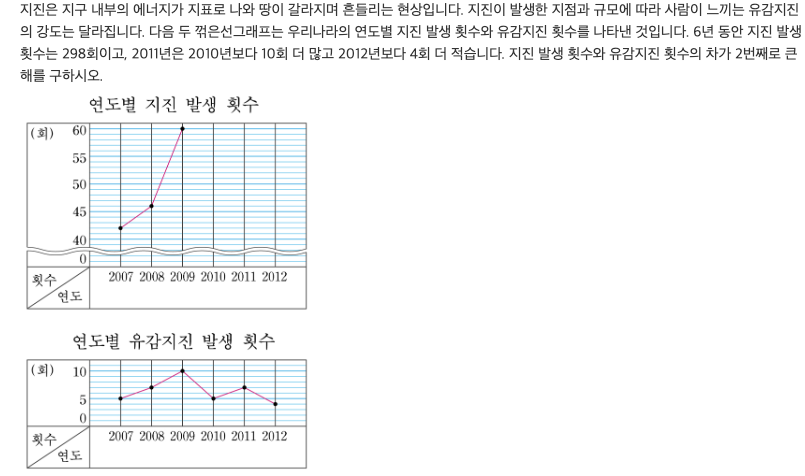 지진은 지구 내부의 에너지가 지표로 나와 땅이 갈라지며 흔들리는 현상입니다. 지진이 발생한 지점과 규모에 따라 사람이 느끼는 유감지진
의 강도는 달라집니다. 다음 두 꺾은선그래프는 우리나라의 연도별 지진 발생 횟수와 유감지진 횟수를 나타낸 것입니다. 6년 동안 지진 발생
횟수는 298회이고, 2011년은 2010년보다 10회 더 많고 2012년보다 4회 더 적습니다. 지진 발생 횟수와 유감지진 횟수의 차가 2번째로 큰
해를 구하시오.
연도별 지진 발생 횟수
(회) 60
55
50
45
40
0
횟수
연도
2007 2008 2009 2010 2011 2012
연도별 유감지진 발생 횟수
(회) 10
5
0
횟수
연도
2007 2008 2009 2010 2011 2012